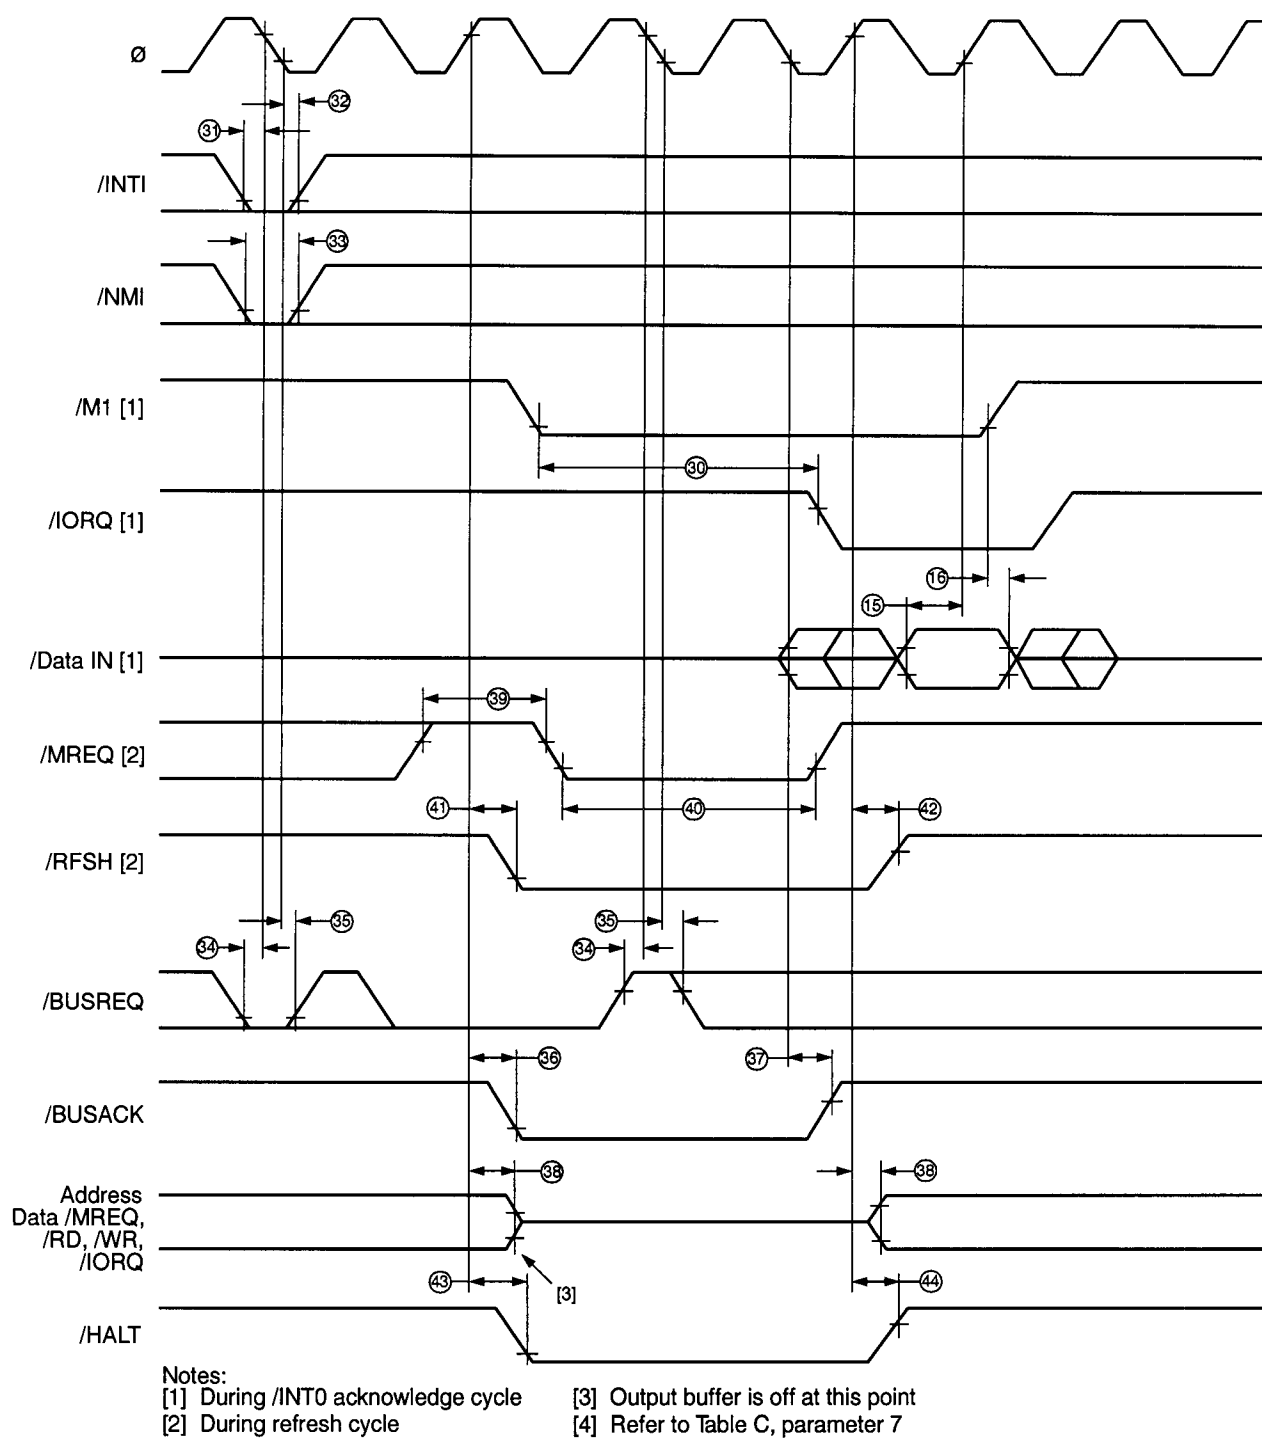 Ø
32
31
/INTI
33
/NMI
/M1 [1]
30
/IORQ [1]
16
15
/Data IN [1]
39
/MREQ [2]
41
40
42
/RFSH [2]
35
35
34
34
/BUSREQ
36
37
/BUSACK
38
38
Address
Data /MREQ,
/RD, /WR,
/IORQ
43
[3]
44
/HALT
Notes:
[1] During /INT0 acknowledge cycle
[2] During refresh cycle
[3] Output buffer is off at this point
[4] Refer to Table C, parameter 7